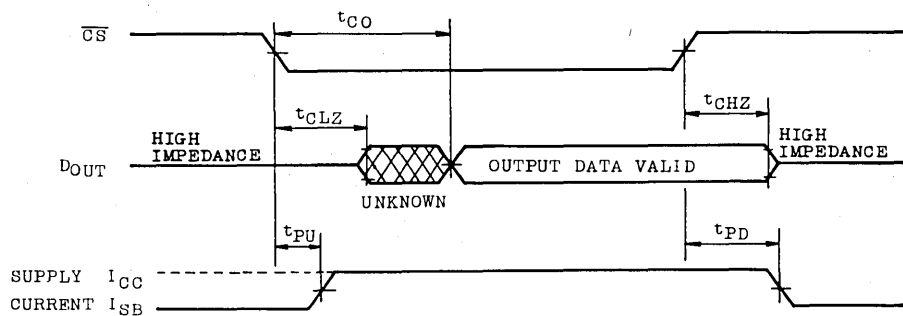 tCO
CS
tCLZ
tCHZ
HIGH
IMPEDANCE
HIGH
IMPEDANCE
DOUT
OUTPUT DATA VALID
UNKNOWN
tPU
tPD
SUPPLY ICC
CURRENT ISB